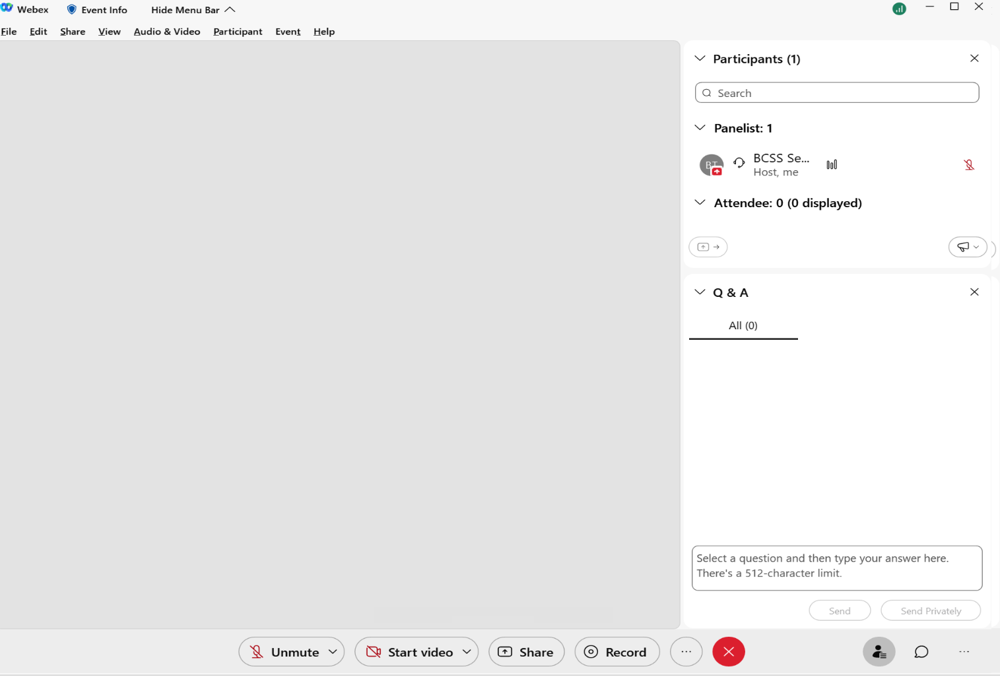 Webex Event Info Hide Menu Bar
File Edit Share View Audio & Video Participant Event Help
Participants (1)
Search
Panelist: 1
BT
BCSS Se...
Host, me
Attendee: 0 (0 displayed)
Q & A
All (0)
Select a question and then type your answer here.
There's a 512-character limit.
Send Send Privately
Unmute Start video Share Record